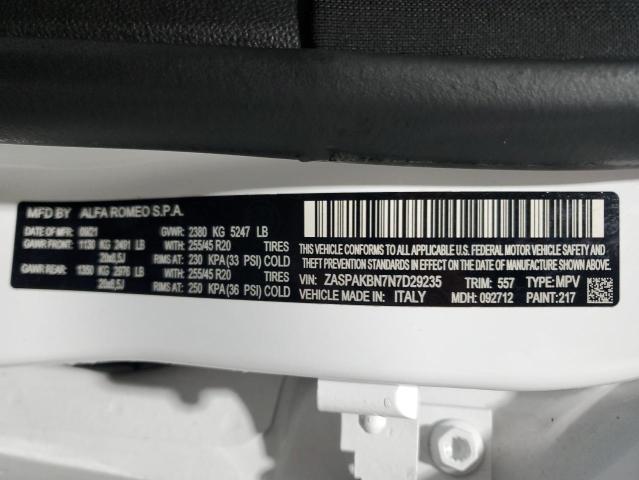 MFD BY ALFA ROMEO S.P.A.
DATE OF MFR: 09/21 GVWR: 2380 KG 5247 LB
GAWR FRONT: 1130 KG 2491 LB WITH: 255/45 R20 TIRES
20x8,5J RIMS AT: 230 KPA(33 PSI) COLD
GAWR REAR: 1350 KG 2976 LB WITH: 255/45 R20 TIRES
20x8,5J RIMS AT: 250 KPA(36 PSI) COLD
THIS VEHICLE CONFORMS TO ALL APPLICABLE U.S. FEDERAL MOTOR VEHICLE SAFETY AND
THEFT PREVENTION STANDARDS IN EFFECT ON THE DATE OF MANUFACTURE SHOWN ABOVE
VIN: ZASPAKBN7N7D29235 TRIM: 557 TYPE: MPV
VEHICLE MADE IN: ITALY MDH: 092712 PAINT: 217